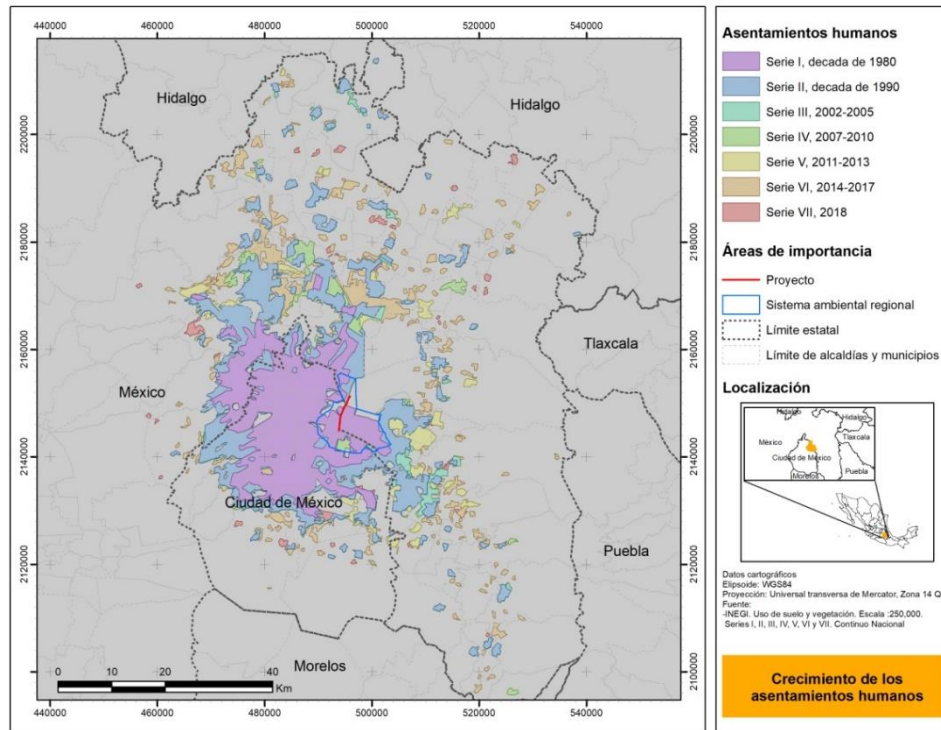 440000 460000 480000 500000 520000 540000
2200000
2180000
2160000
2140000
2120000
2100000
Hidalgo
Hidalgo
Tlaxcala
México
Ciudad de México
Puebla
Morelos
0 10 20 40
Km
2200000
2180000
2160000
2140000
2120000
2100000
440000 460000 480000 500000 520000 540000
Asentamientos humanos
Serie I, decada de 1980
Serie II, decada de 1990
Serie III, 2002-2005
Serie IV, 2007-2010
Serie V, 2011-2013
Serie VI, 2014-2017
Serie VII, 2018
Áreas de importancia
Proyecto
Sistema ambiental regional
Límite estatal
Límite de alcaldías y municipios
Localización
Hidalgo
Hidalgo
México
Tlaxcala
Ciudad de México
Puebla
Morelos
Datos cartográficos
Elipsoide: WGS84
Proyección: Universal transversa de Mercator, Zona 14 Q
Fuente:
-INEGI. Uso de suelo y vegetación. Escala :250,000.
Series I, II, III, IV, V, VI y VII. Continuo Nacional
Crecimiento de los
asentamientos humanos